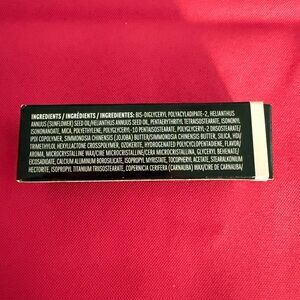 INGREDIENTS / INGRÉDIENTS / INGREDIENTES: BIS-DIGLYCERYL POLYACYLADIPATE-2, HELIANTHUS
ANNUUS (SUNFLOWER) SEED OIL/HELIANTHUS ANNUUS SEED OIL, PENTAERYTHRITYL TETRAISOSTEARATE, ISONONYL
ISONONANOATE, MICA, POLYETHYLENE, POLYGLYCERYL-10 PENTAISOSTEARATE, POLYGLYCERYL-2 DIISOSTEARATE/
IPDI COPOLYMER, SIMMONDSIA CHINENSIS (JOJOBA) BUTTER/SIMMONDSIA CHINENSIS BUTTER, SILICA, HDI/
TRIMETHYLOL HEXYLLACTONE CROSSPOLYMER, OZOKERITE, HYDROGENATED POLYCYCLOPENTADIENE, FLAVOR/
AROMA, MICROCRYSTALLINE WAX/CIRE MICROCRISTALLINE/CERA MICROCRISTALLINA, GLYCERYL BEHENATE/
EICOSADIOATE, CALCIUM ALUMINUM BOROSILICATE, ISOPROPYL MYRISTATE, TOCOPHERYL ACETATE, STEARALKONIUM
HECTORITE, ISOPROPYL TITANIUM TRIISOSTEARATE, COPERNICIA CERIFERA (CARNAUBA) WAX/CERA (CARNAUBA)